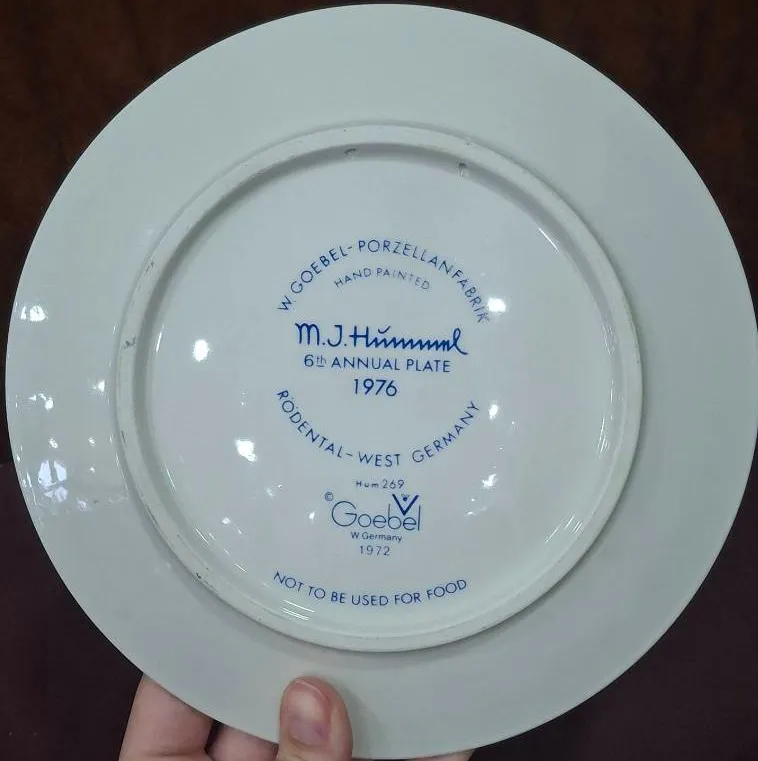 W. GOEBEL-PORZELLANFABRIK
HAND PAINTED
M.J.Hummel
6th ANNUAL PLATE
1976
RÖDENTAL-WEST GERMANY
Hum 269
© Goebel
W. Germany
1972
NOT TO BE USED FOR FOOD